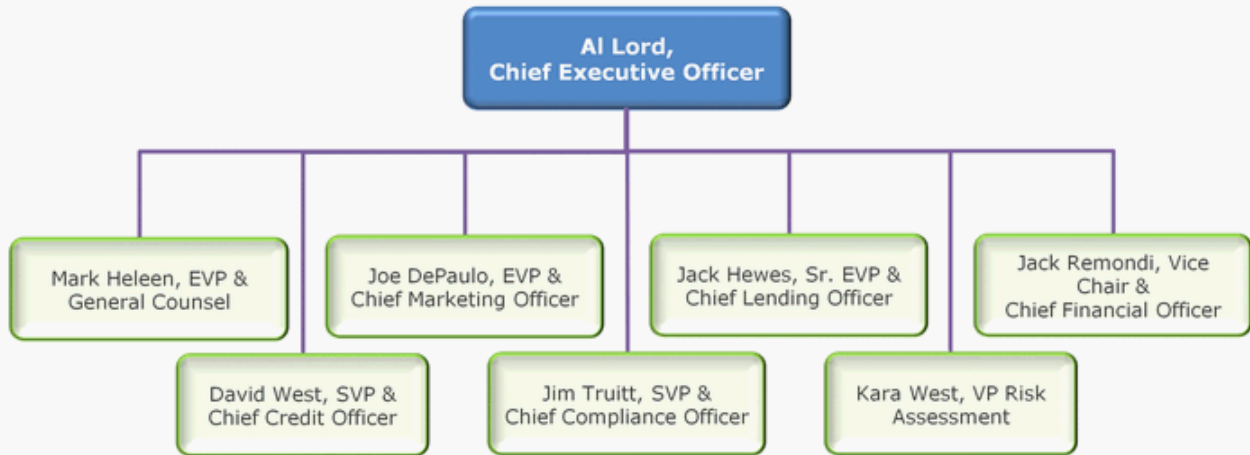 Al Lord,
Chief Executive Officer
Mark Heleen, EVP &
General Counsel
Joe DePaulo, EVP &
Chief Marketing Officer
Jack Hewes, Sr. EVP &
Chief Lending Officer
Jack Remondi, Vice
Chair &
Chief Financial Officer
David West, SVP &
Chief Credit Officer
Jim Truitt, SVP &
Chief Compliance Officer
Kara West, VP Risk
Assessment